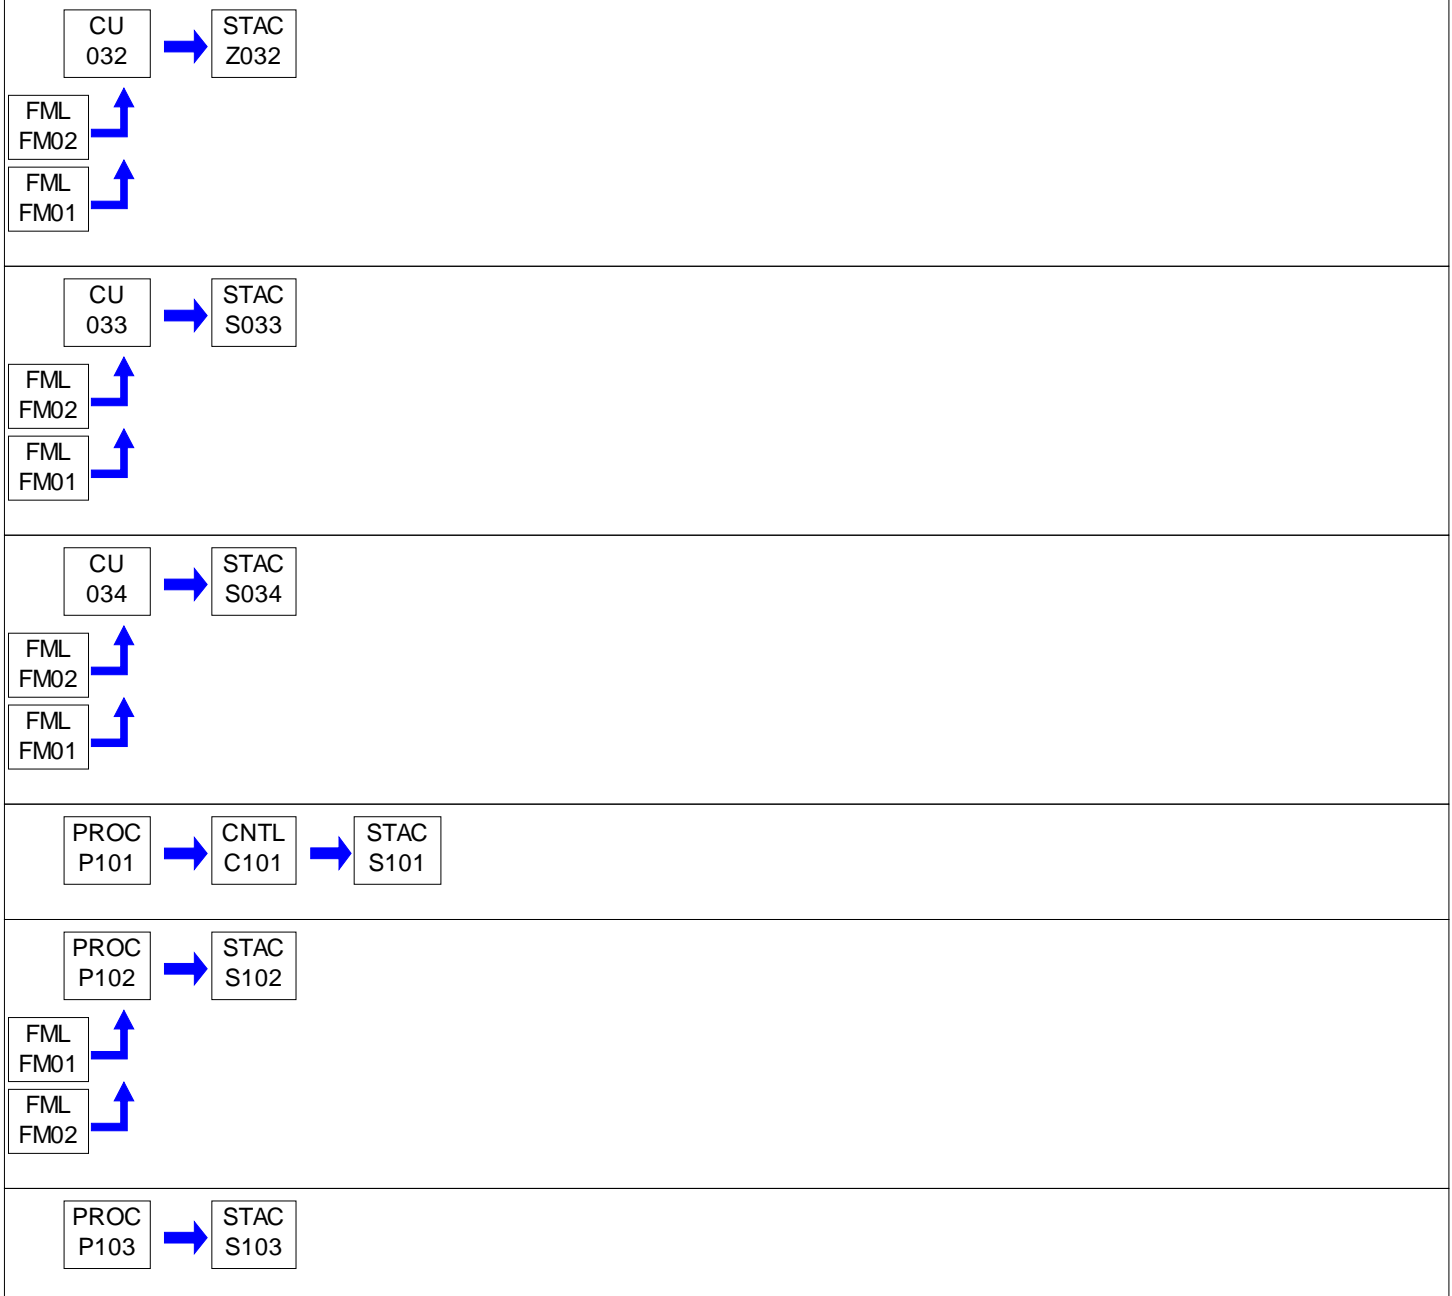 CU
032
STAC
Z032
FML
FM02
FML
FM01
CU
033
STAC
S033
FML
FM02
FML
FM01
CU
034
STAC
S034
FML
FM02
FML
FM01
PROC
P101
CNTL
C101
STAC
S101
PROC
P102
STAC
S102
FML
FM01
FML
FM02
PROC
P103
STAC
S103